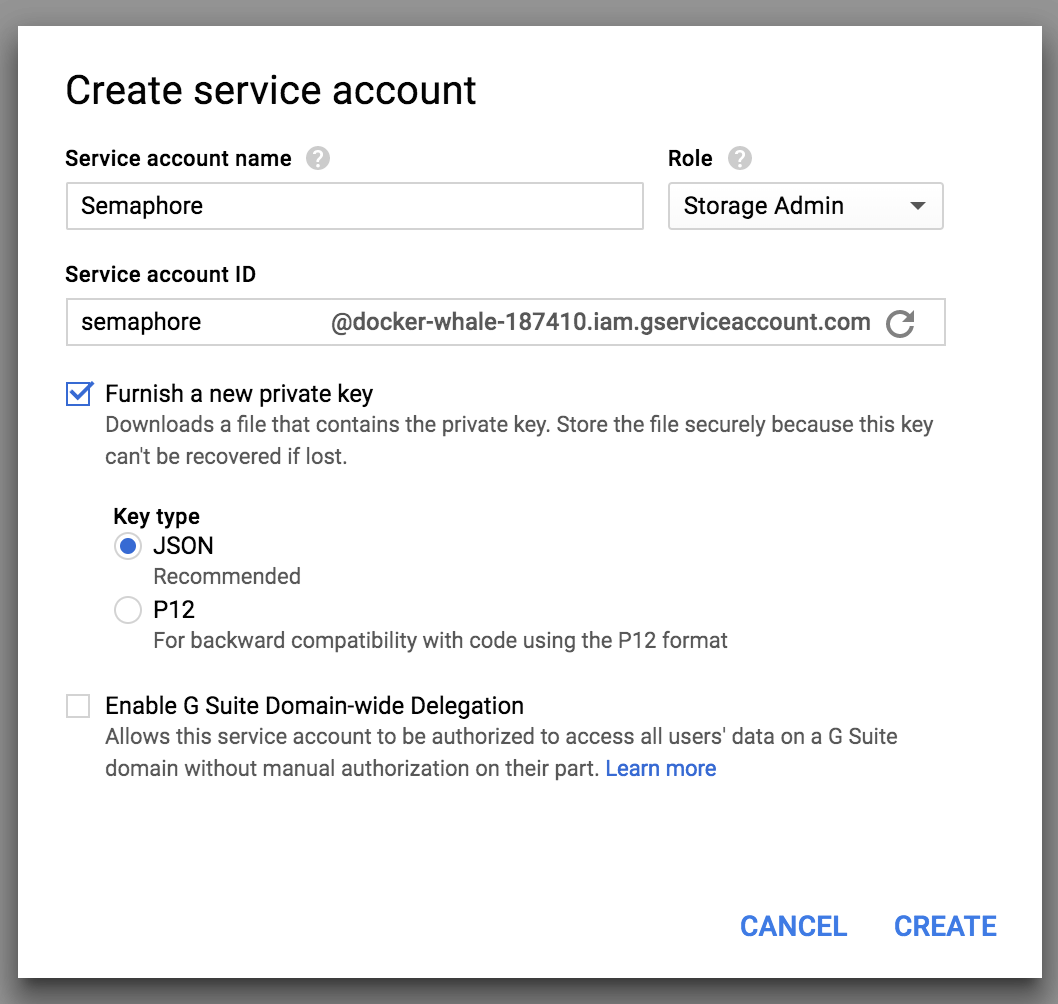 Create service account
Service account name ?
Role ?
Semaphore
Storage Admin
Service account ID
semaphore @docker-whale-187410.iam.gserviceaccount.com
Furnish a new private key
Downloads a file that contains the private key. Store the file securely because this key
can't be recovered if lost.
Key type
JSON
Recommended
P12
For backward compatibility with code using the P12 format
Enable G Suite Domain-wide Delegation
Allows this service account to be authorized to access all users' data on a G Suite
domain without manual authorization on their part. Learn more
CANCEL CREATE